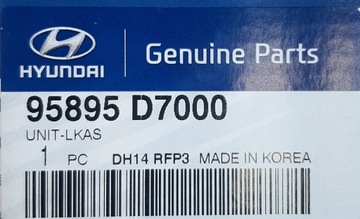 HYUNDAI
Genuine Parts
95895 D7000
UNIT-LKAS
1 PC DH14 RFP3 MADE IN KOREA